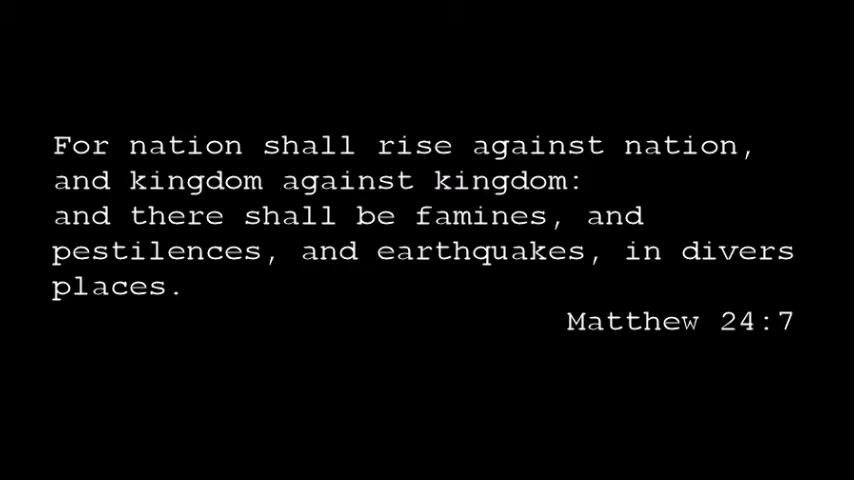 For nation shall rise against nation,
and kingdom against kingdom:
and there shall be famines, and
pestilences, and earthquakes, in divers
places.
Matthew 24:7